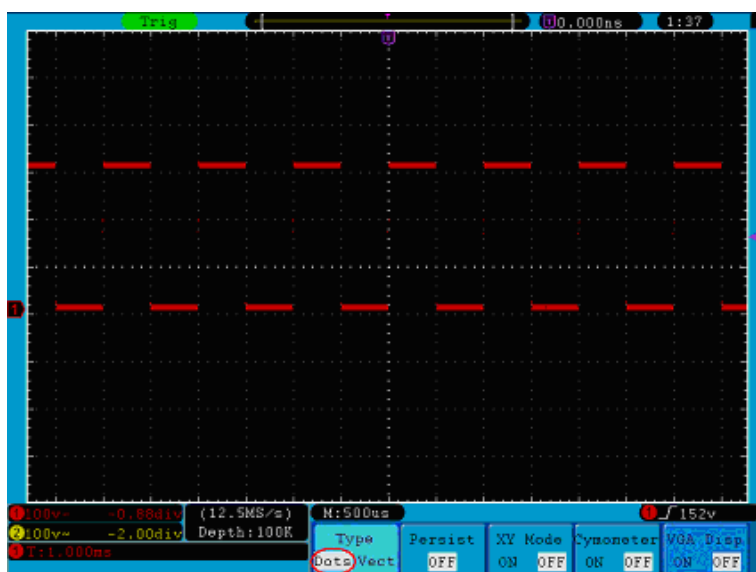 Trig 0.000ns 1:37
1
1 100v~ -0.88div (12.5MS/s) M:500us 1 152v
2 100v~ -2.00div Depth:100K
1 T:1.000ms
Type Persist XY Mode Cymometer VGA Disp
Dots Vect OFF ON OFF ON OFF ON OFF